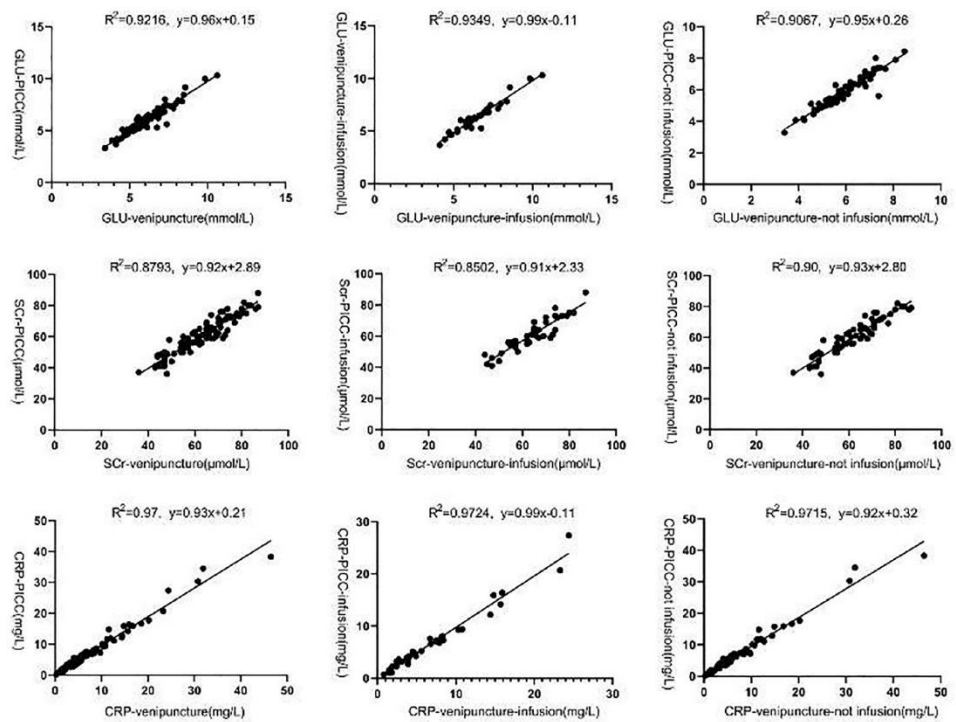 R²=0.9216, y=0.96x+0.15
GLU-PICC(mmol/L)
15
10
5
0
0 5 10 15
GLU-venipuncture(mmol/L)
R²=0.9349, y=0.99x-0.11
GLU-venipuncture-infusion(mmol/L)
15
10
5
0
0 5 10 15
GLU-venipuncture-infusion(mmol/L)
R²=0.9067, y=0.95x+0.26
GLU-PICC-not infusion(mmol/L)
10
8
6
4
2
0
0 2 4 6 8 10
GLU-venipuncture-not infusion(mmol/L)
R²=0.8793, y=0.92x+2.89
SCr-PICC(μmol/L)
100
80
60
40
20
0
0 20 40 60 80 100
SCr-venipuncture(μmol/L)
R²=0.8502, y=0.91x+2.33
Scr-PICC-infusion(μmol/L)
100
80
60
40
20
0
0 20 40 60 80 100
Scr-venipuncture-infusion(μmol/L)
R²=0.90, y=0.93x+2.80
SCr-PICC-not infusion(μmol/L)
100
80
60
40
20
0
0 20 40 60 80 100
SCr-venipuncture-not infusion(μmol/L)
R²=0.97, y=0.93x+0.21
CRP-PICC(mg/L)
50
40
30
20
10
0
0 10 20 30 40 50
CRP-venipuncture(mg/L)
R²=0.9724, y=0.99x-0.11
CRP-PICC-infusion(mg/L)
30
20
10
0
0 10 20 30
CRP-venipuncture-infusion(mg/L)
R²=0.9715, y=0.92x+0.32
CRP-PICC-not infusion(mg/L)
50
40
30
20
10
0
0 10 20 30 40 50
CRP-venipuncture-not infusion(mg/L)